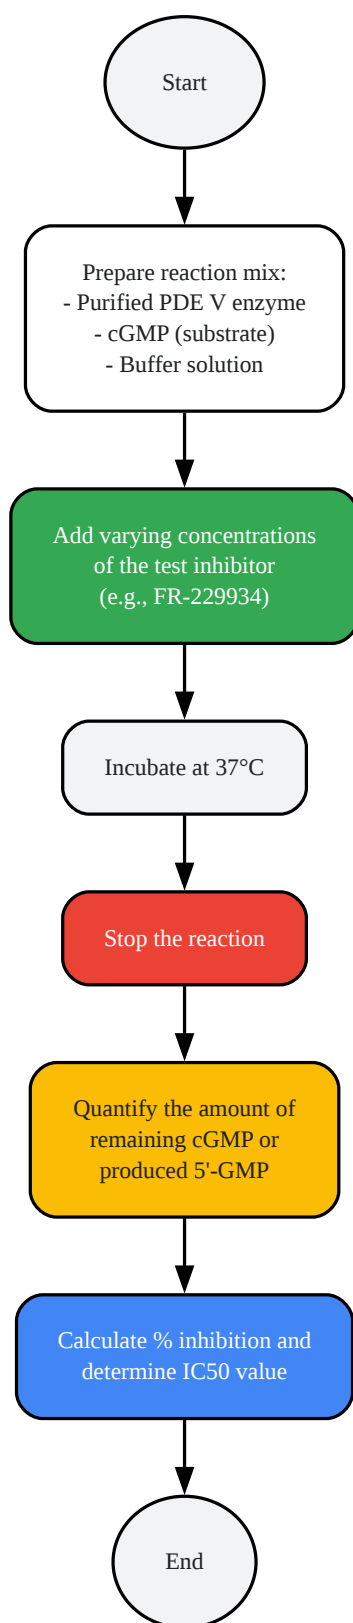 Start
Prepare reaction mix:
- Purified PDE V enzyme
- cGMP (substrate)
- Buffer solution
Add varying concentrations
of the test inhibitor
(e.g., FR-229934)
Incubate at 37°C
Stop the reaction
Quantify the amount of
remaining cGMP or
produced 5'-GMP
Calculate % inhibition and
determine IC50 value
End